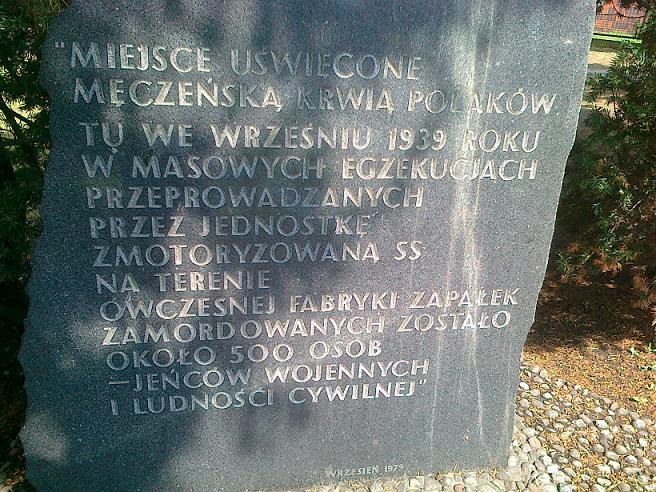 "MIEJSCE UŚWIĘCONE
MĘCZEŃSKĄ KRWIĄ POLAKÓW
TU WE WRZEŚNIU 1939 ROKU
W MASOWYCH EGZEKUCJACH
PRZEPROWADZANYCH
PRZEZ JEDNOSTKĘ
ZMOTORYZOWANĄ SS
NA TERENIE
ÓWCZESNEJ FABRYKI ZAPAŁEK
ZAMORDOWANYCH ZOSTAŁO
OKOŁO 500 OSÓB
—JEŃCÓW WOJENNYCH
I LUDNOŚCI CYWILNEJ"
WRZESIEŃ 1979